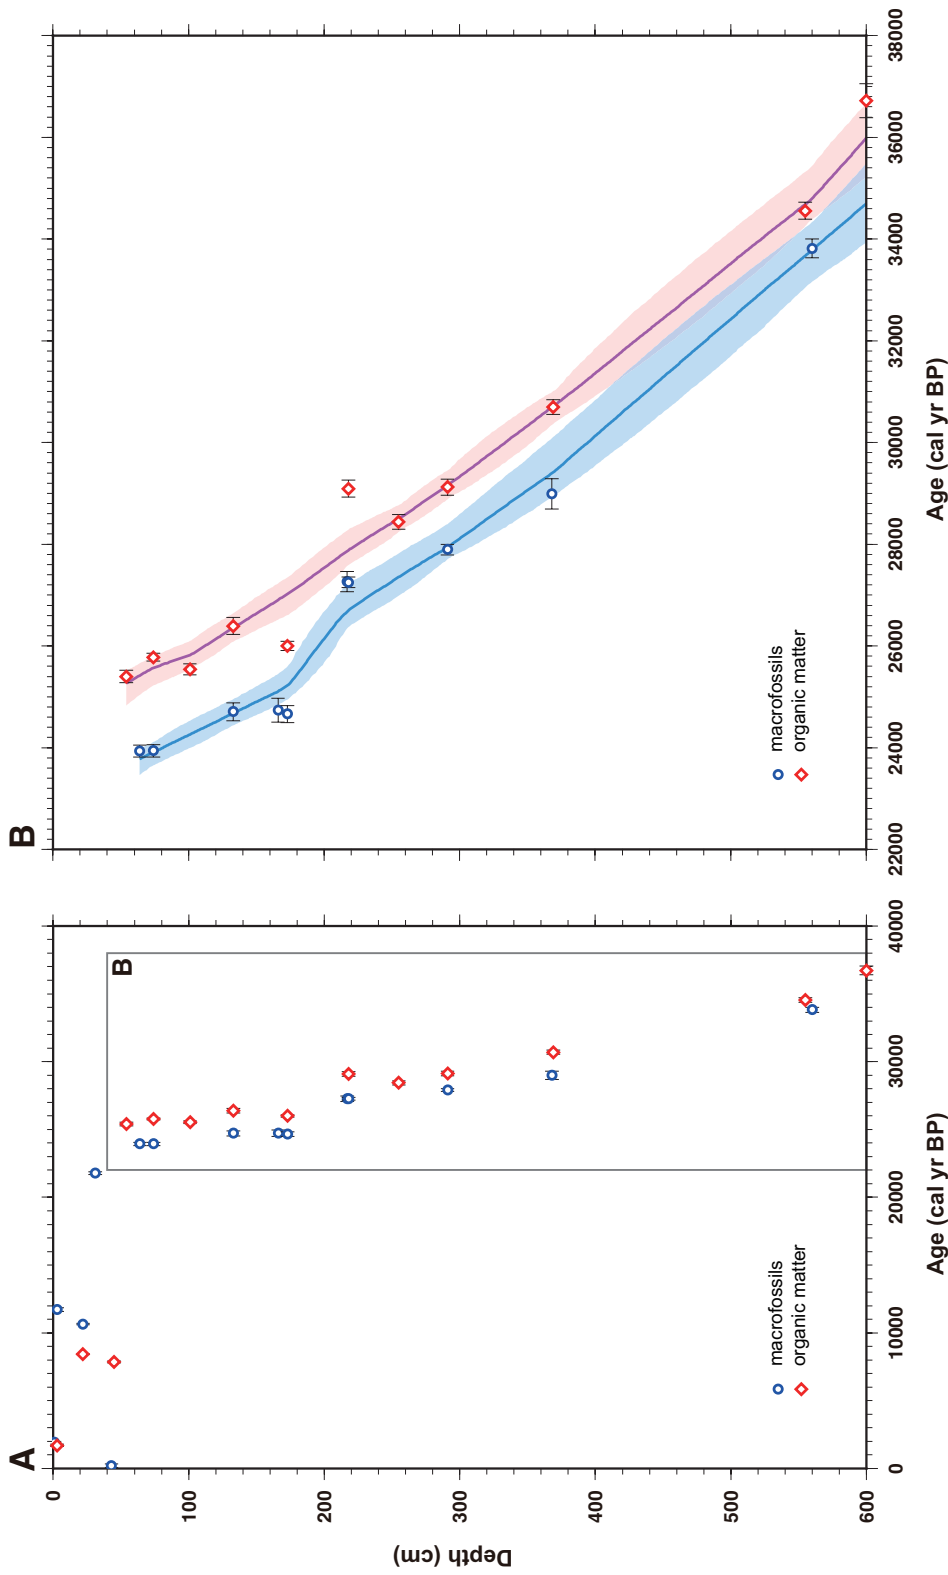 A
0
100
200
300
400
500
600
Depth (cm)
0
10000
20000
30000
40000
Age (cal yr BP)
B
macrofossils
organic matter
B
22000
24000
26000
28000
30000
32000
34000
36000
38000
Age (cal yr BP)
macrofossils
organic matter